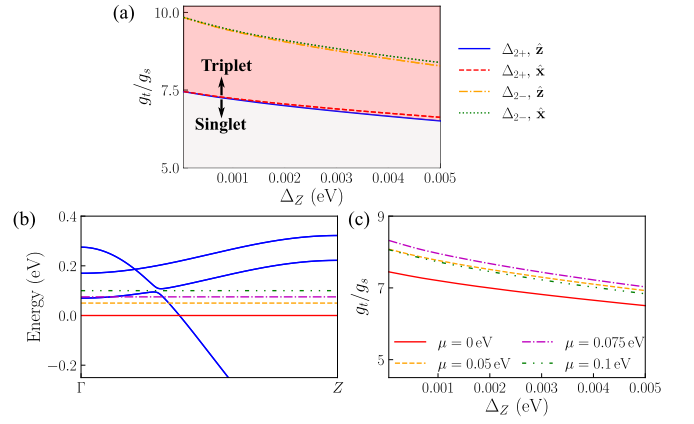 (a)
10.0
7.5
5.0
g_t/g_s
Triplet
Singlet
0.001
0.002
0.003
0.004
0.005
Δ_Z (eV)
Δ_{2+}, ẑ
Δ_{2+}, x̂
Δ_{2−}, ẑ
Δ_{2−}, x̂
(b)
0.4
0.2
0.0
−0.2
Energy (eV)
Γ
Z
(c)
9
7
5
g_t/g_s
μ = 0 eV
μ = 0.05 eV
μ = 0.075 eV
μ = 0.1 eV
0.001
0.002
0.003
0.004
0.005
Δ_Z (eV)